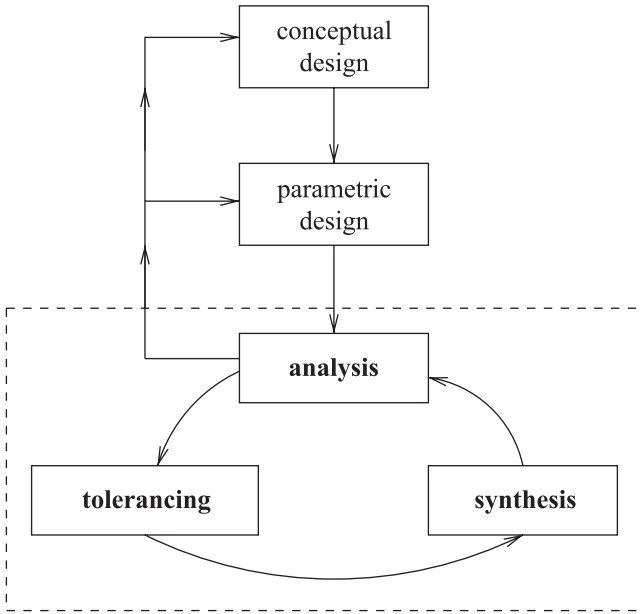 conceptual
design
parametric
design
analysis
tolerancing
synthesis